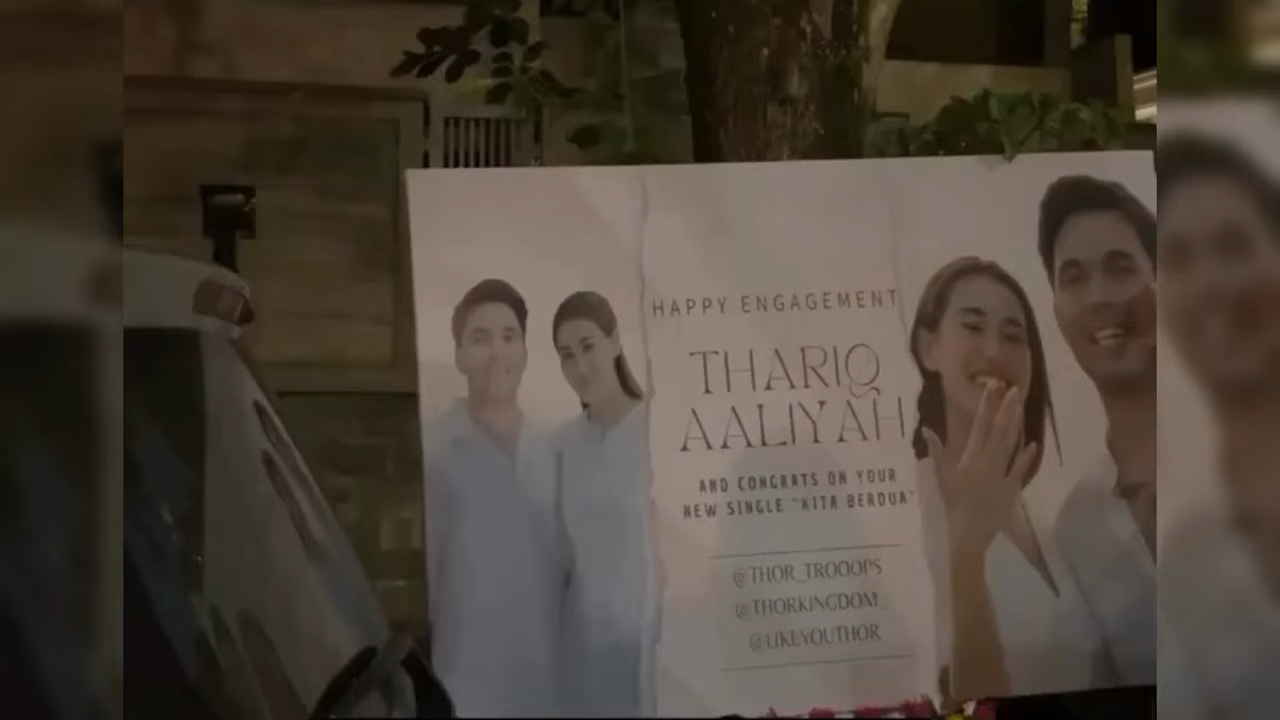 HAPPY ENGAGEMENT
THARIQ
AALIYAH
AND CONGRATS ON YOUR
NEW SINGLE "KITA BERDUA"
@THOR_TROOOPS
@THORKINGDOM_
@LIKEYOUTHOR